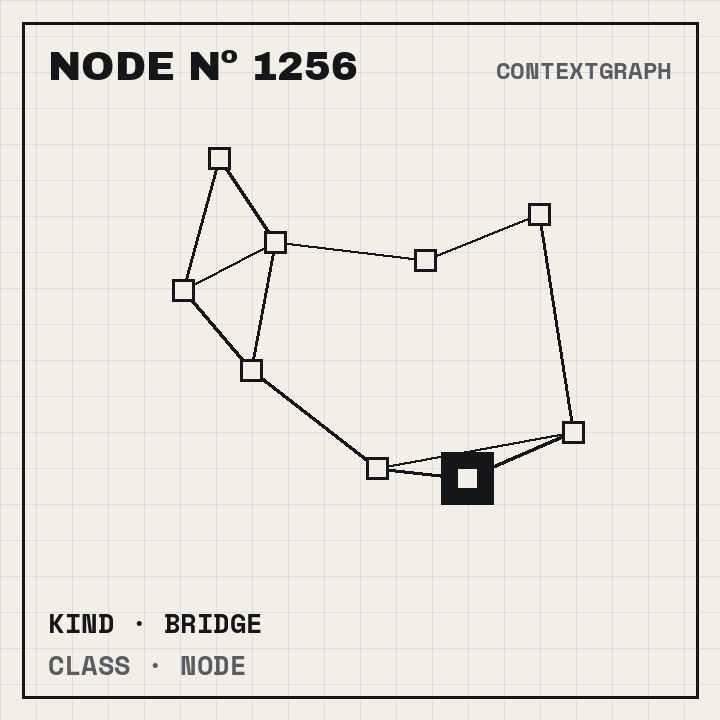 NODE Nº 1256
CONTEXTGRAPH
KIND · BRIDGE
CLASS · NODE